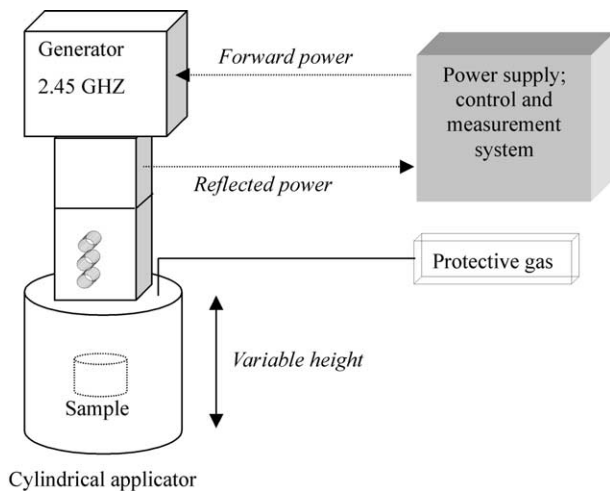 Generator
2.45 GHZ
Forward power
Power supply;
control and
measurement
system
Reflected power
Protective gas
Variable height
Sample
Cylindrical applicator